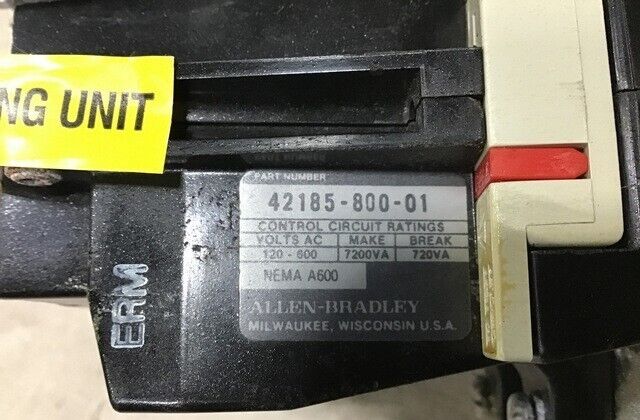 NG UNIT
PART NUMBER
42185-800-01
CONTROL CIRCUIT RATINGS
VOLTS AC MAKE BREAK
120-600 7200VA 720VA
NEMA A600
ALLEN-BRADLEY
MILWAUKEE, WISCONSIN U.S.A.
ERM